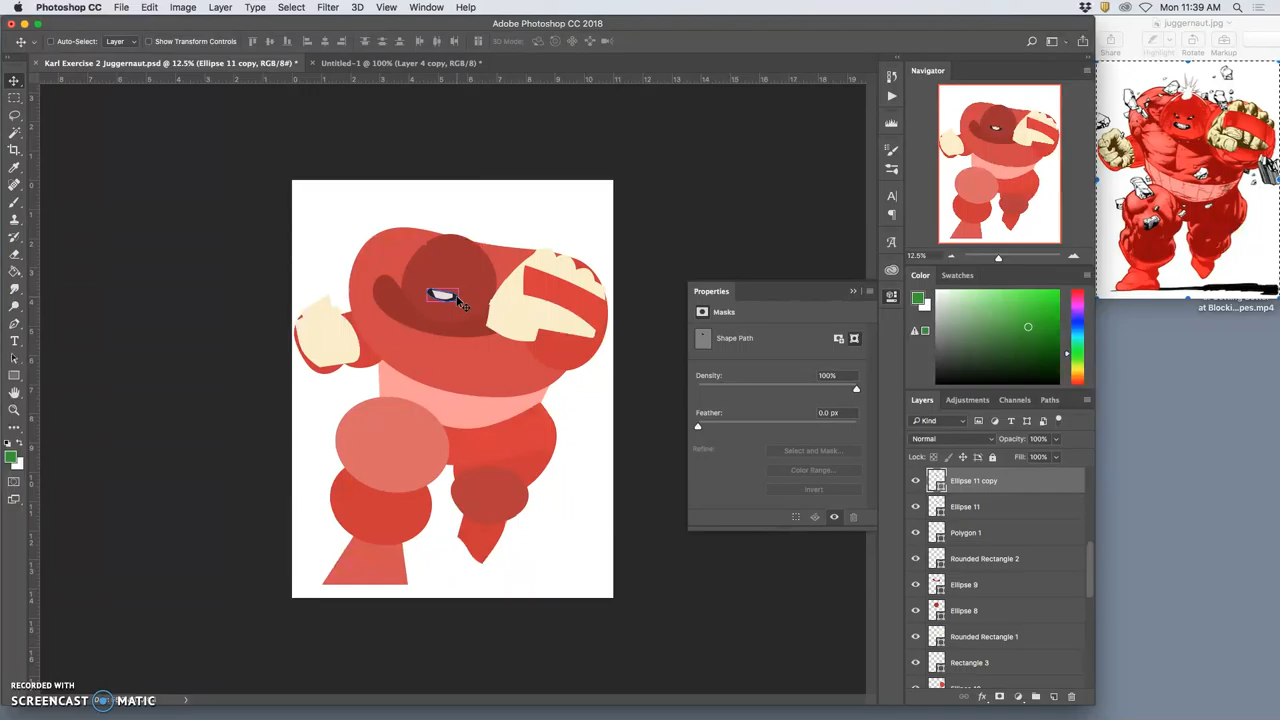 Photoshop CC File Edit Image Layer Type Select Filter 3D View Window Help Mon 11:39 AM
Adobe Photoshop CC 2018
juggernaut.jpg
Auto-Select: Layer Show Transform Controls 3D Mode:
Share Highlight Rotate Markup
Karl Exercise 2 Juggernaut.psd @ 12.5% (Ellipse 11 copy, RGB/8#) *
Untitled-1 @ 100% (Layer 4 copy, RGB/8) *
Navigator
12.5%
Color Swatches
at Blocki...pes.mp4
Properties
Masks
Shape Path
Density: 100%
Feather: 0.0 px
Refine: Select and Mask...
Color Range...
Invert
Layers Adjustments Channels Paths
Kind
Normal Opacity: 100%
Lock: Fill: 100%
Ellipse 11 copy
Ellipse 11
Polygon 1
Rounded Rectangle 2
Ellipse 9
Ellipse 8
Rounded Rectangle 1
Rectangle 3
RECORDED WITH
SCREENCAST MATIC